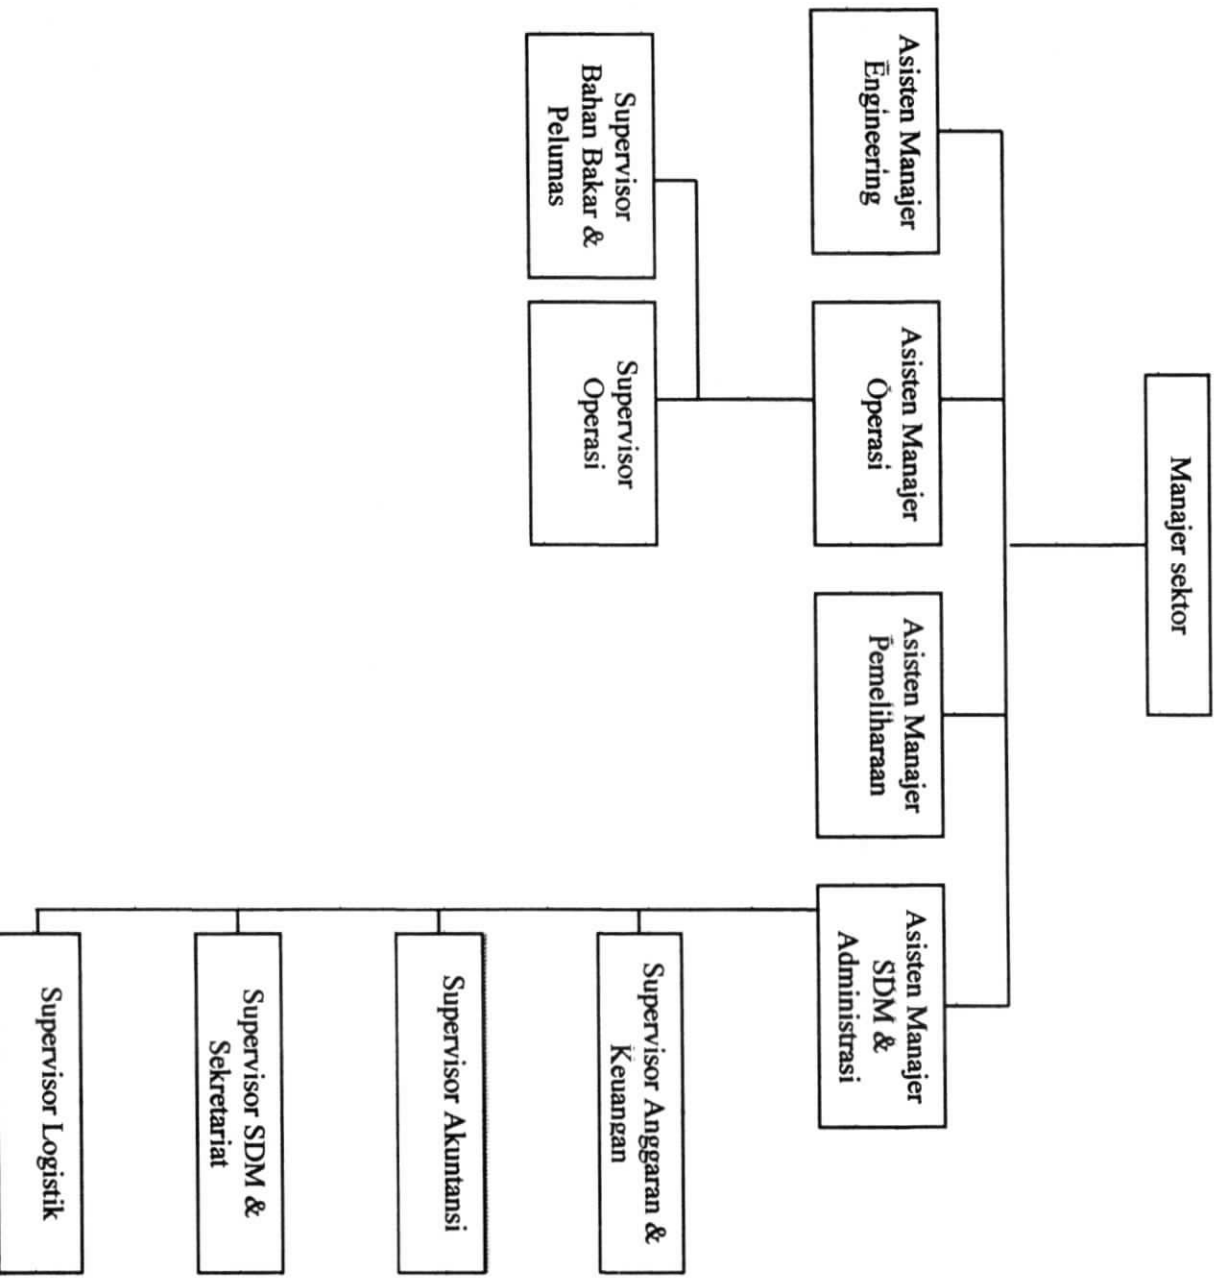 Manajer sektor
Asisten Manajer
Engineering
Asisten Manajer
Operasi
Asisten Manajer
Pemeliharaan
Asisten Manajer
SDM &
Administrasi
Supervisor
Bahan Bakar &
Pelumas
Supervisor
Operasi
Supervisor Anggaran &
Keuangan
Supervisor Akuntansi
Supervisor SDM &
Sekretariat
Supervisor Logistik